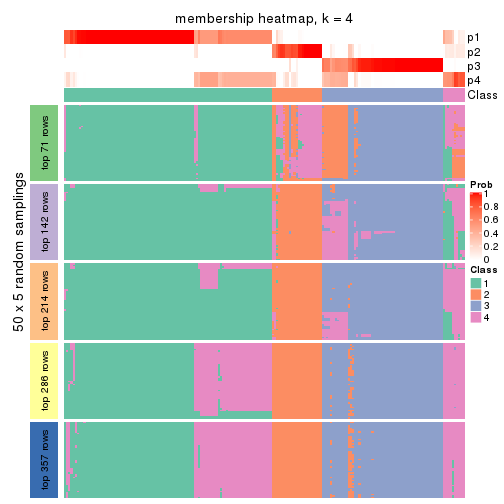 membership heatmap, k = 4
p1
p2
p3
p4
Class
50 x 5 random samplings
top 71 rows
top 142 rows
top 214 rows
top 286 rows
top 357 rows
Prob
1
0.8
0.6
0.4
0.2
0
Class
1
2
3
4